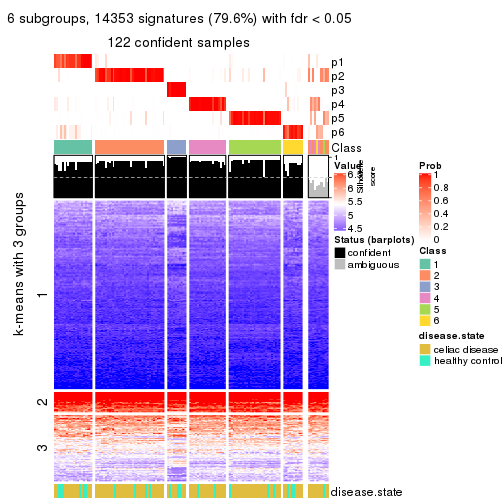 6 subgroups, 14353 signatures (79.6%) with fdr < 0.05
122 confident samples
p1
p2
p3
p4
p5
p6
Class
1
Silhouette
score
Value
6.5
6
5.5
5
4.5
Prob
1
0.8
0.6
0.4
0.2
0
Status (barplots)
confident
ambiguous
Class
1
2
3
4
5
6
disease.state
celiac disease
healthy control
k-means with 3 groups
1
2
3
disease.state